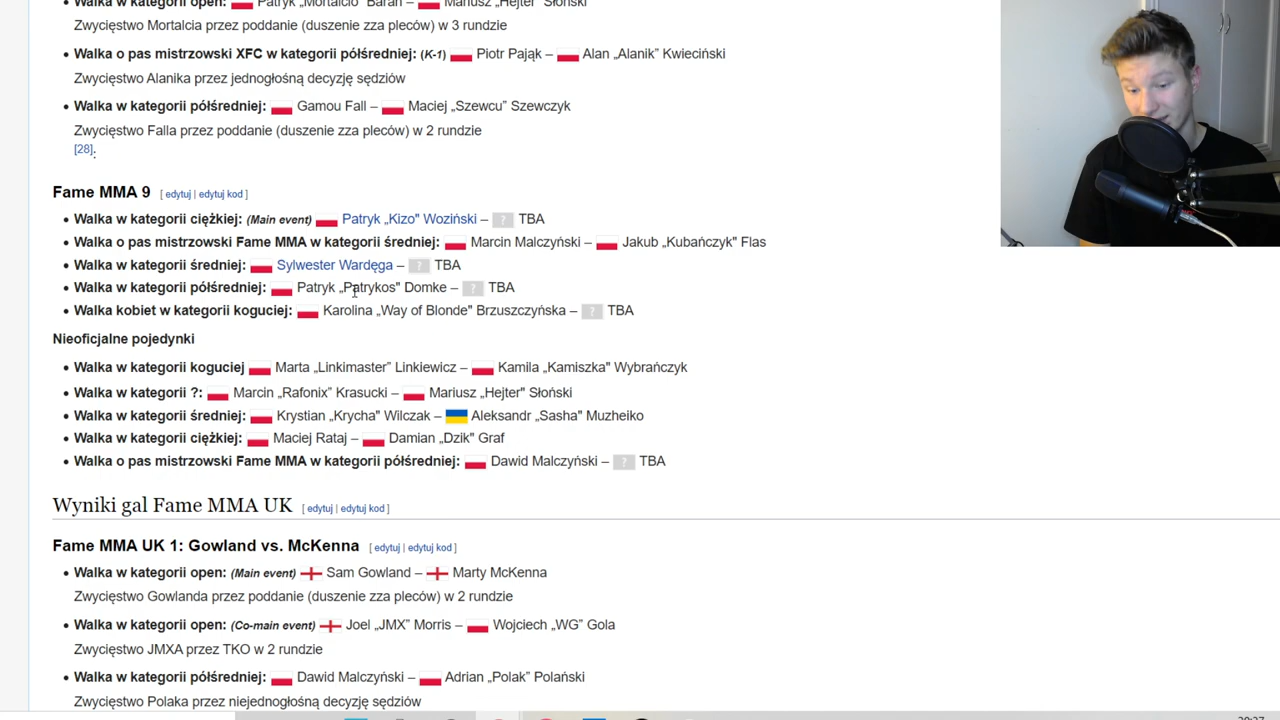 Walka w kategorii open: Patryk „Mortalcio" Baran – Mariusz „Hejter" Słoński
Zwycięstwo Mortalcia przez poddanie (duszenie zza pleców) w 3 rundzie
• Walka o pas mistrzowski XFC w kategorii półśredniej: (K-1) Piotr Pająk – Alan „Alanik” Kwieciński
Zwycięstwo Alanika przez jednogłośną decyzję sędziów
• Walka w kategorii półśredniej: Gamou Fall – Maciej „Szewcu” Szewczyk
Zwycięstwo Falla przez poddanie (duszenie zza pleców) w 2 rundzie
[28].
Fame MMA 9 [ edytuj | edytuj kod ]
• Walka w kategorii ciężkiej: (Main event) Patryk „Kizo" Woziński – ? TBA
• Walka o pas mistrzowski Fame MMA w kategorii średniej: Marcin Malczyński – Jakub „Kubańczyk" Flas
• Walka w kategorii średniej: Sylwester Wardęga – ? TBA
• Walka w kategorii półśredniej: Patryk „Patrykos" Domke – ? TBA
• Walka kobiet w kategorii koguciej: Karolina „Way of Blonde" Brzuszczyńska – ? TBA
Nieoficjalne pojedynki
• Walka w kategorii koguciej Marta „Linkimaster” Linkiewicz – Kamila „Kamiszka" Wybrańczyk
• Walka w kategorii ?: Marcin „Rafonix” Krasucki – Mariusz „Hejter" Słoński
• Walka w kategorii średniej: Krystian „Krycha" Wilczak – Aleksandr „Sasha" Muzheiko
• Walka w kategorii ciężkiej: Maciej Rataj – Damian „Dzik" Graf
• Walka o pas mistrzowski Fame MMA w kategorii półśredniej: Dawid Malczyński – ? TBA
Wyniki gal Fame MMA UK [ edytuj | edytuj kod ]
Fame MMA UK 1: Gowland vs. McKenna [ edytuj | edytuj kod ]
• Walka w kategorii open: (Main event) Sam Gowland – Marty McKenna
Zwycięstwo Gowlanda przez poddanie (duszenie zza pleców) w 2 rundzie
• Walka w kategorii open: (Co-main event) Joel „JMX” Morris – Wojciech „WG” Gola
Zwycięstwo JMXA przez TKO w 2 rundzie
• Walka w kategorii półśredniej: Dawid Malczyński – Adrian „Polak” Polański
Zwycięstwo Polaka przez niejednogłośną decyzję sędziów